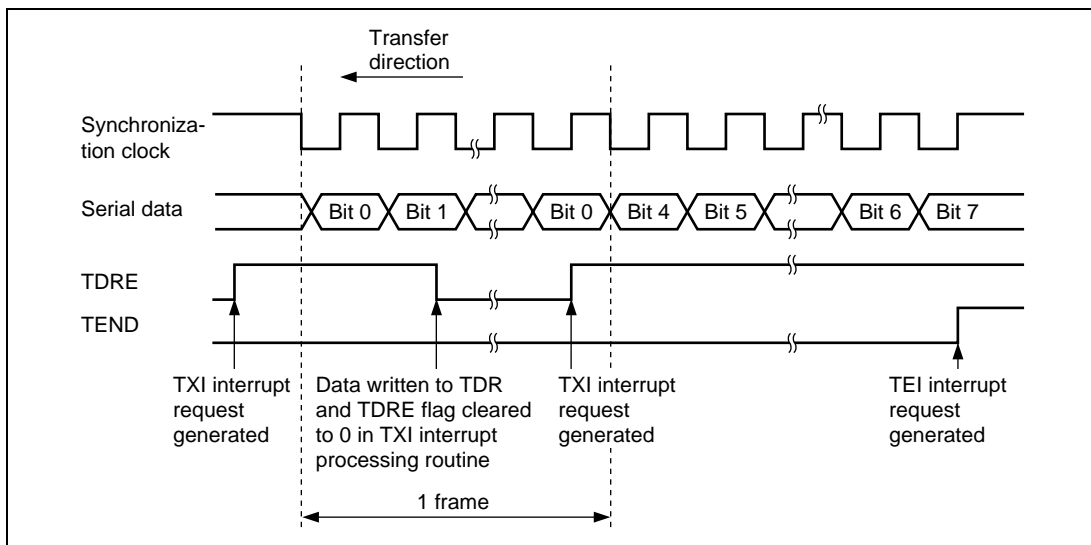 Transfer
direction
Synchroniza-
tion clock
Serial data
Bit 0
Bit 1
Bit 0
Bit 4
Bit 5
Bit 6
Bit 7
TDRE
TEND
TXI interrupt
request
generated
Data written to TDR
and TDRE flag cleared
to 0 in TXI interrupt
processing routine
TXI interrupt
request
generated
TEI interrupt
request
generated
1 frame